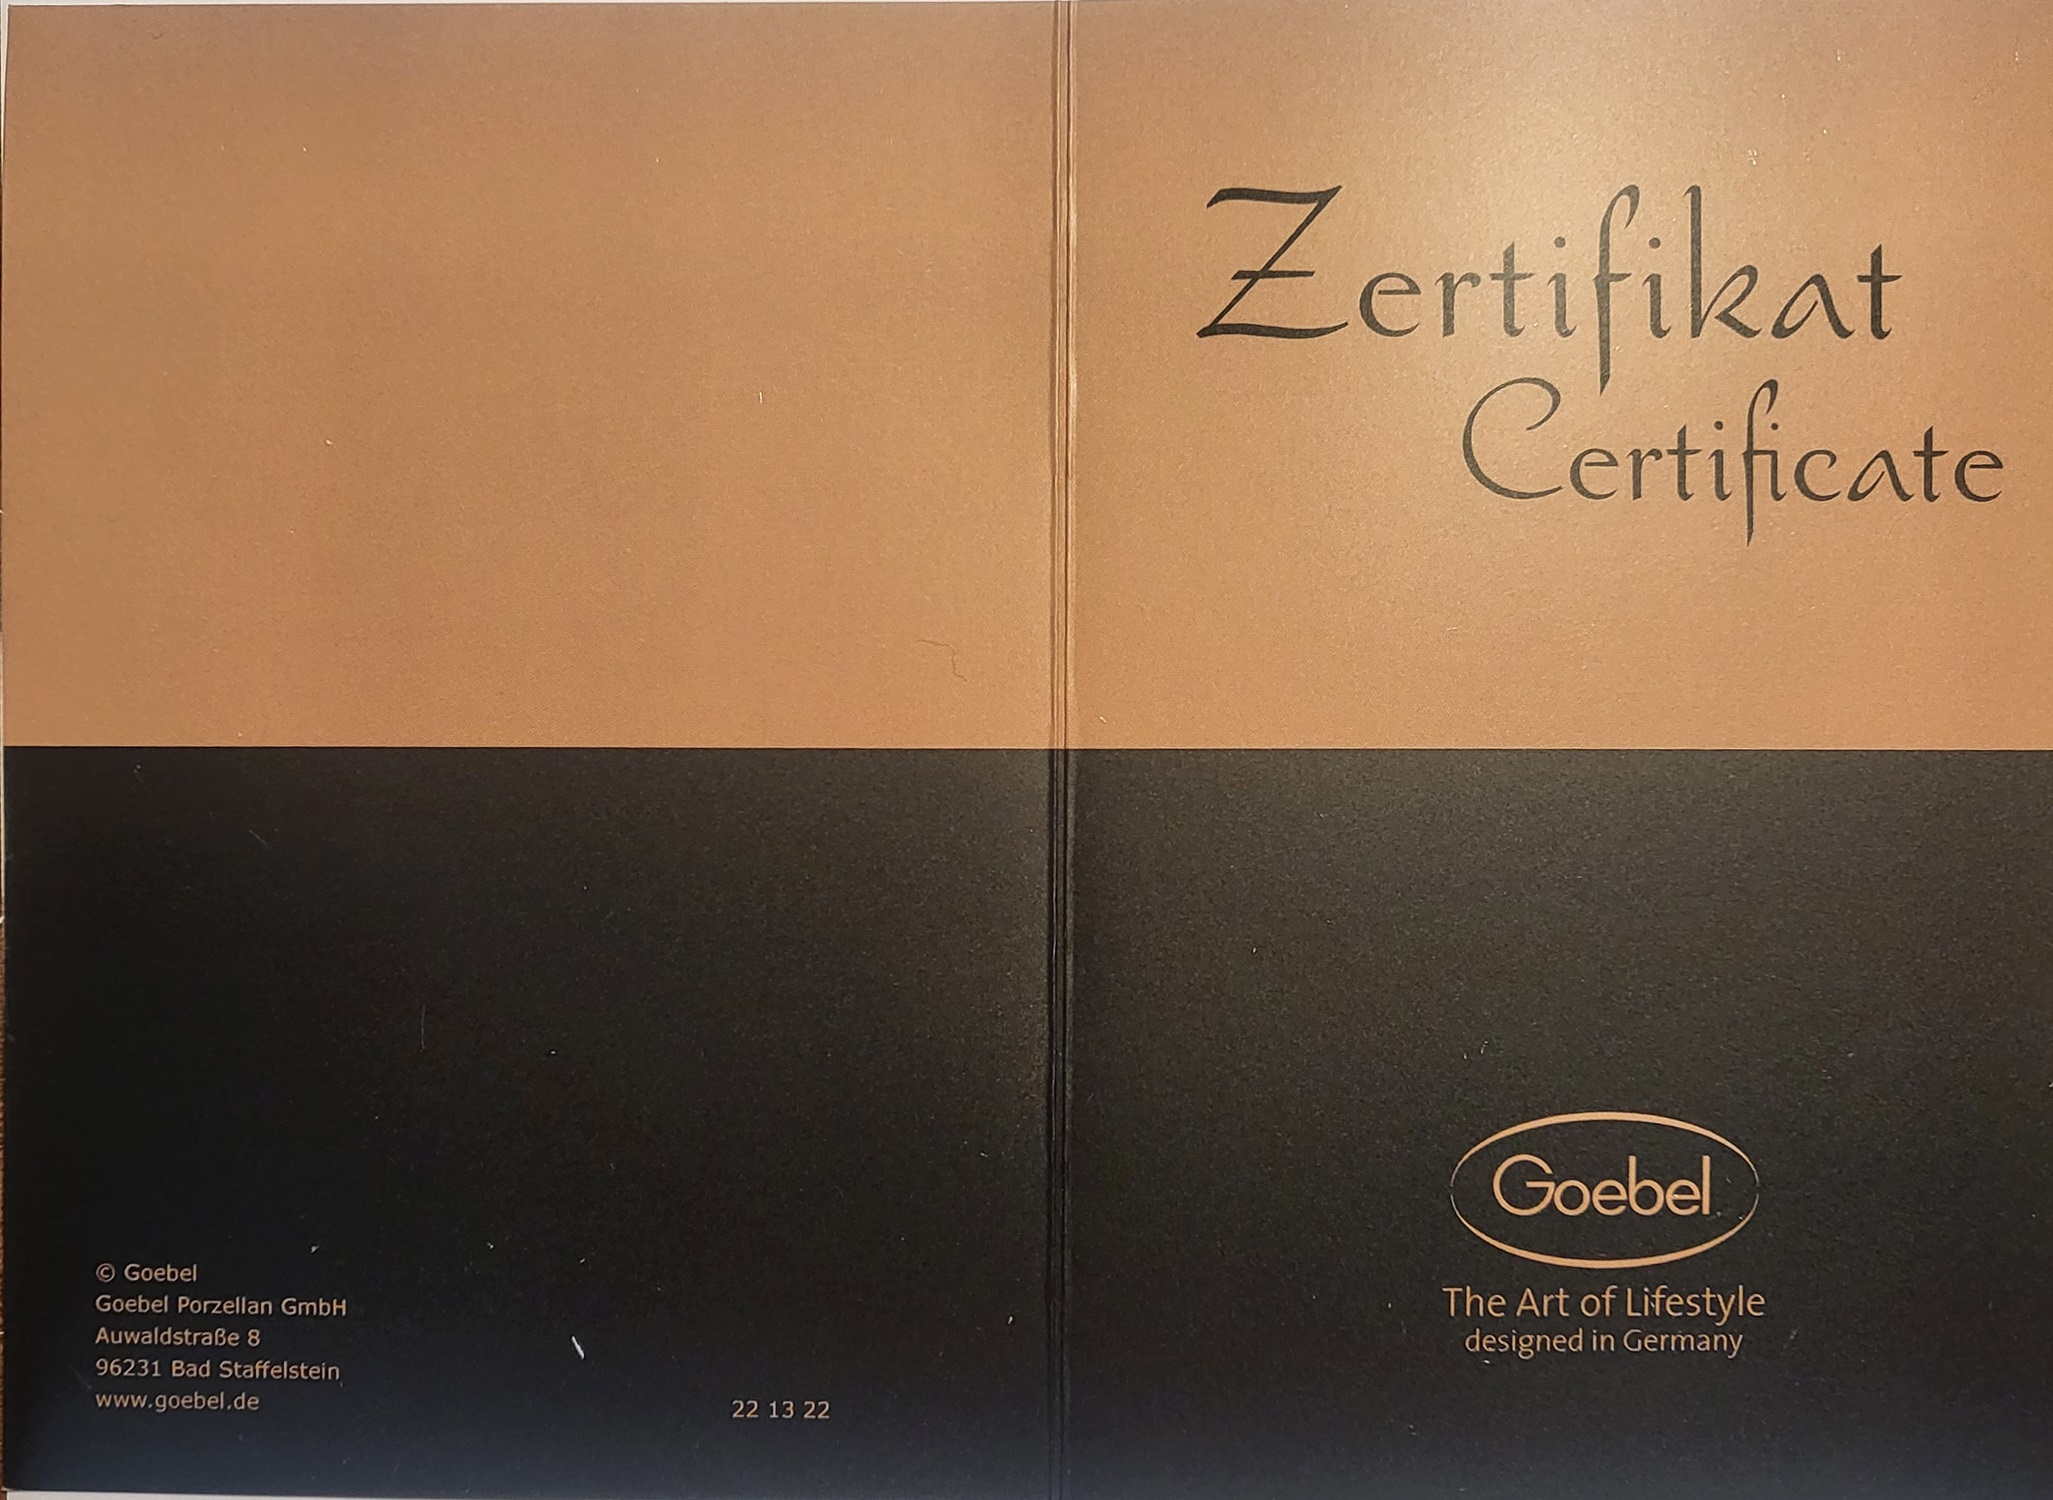 Zertifikat
Certificate
Goebel
The Art of Lifestyle
designed in Germany
© Goebel
Goebel Porzellan GmbH
Auwaldstraße 8
96231 Bad Staffelstein
www.goebel.de
22 13 22